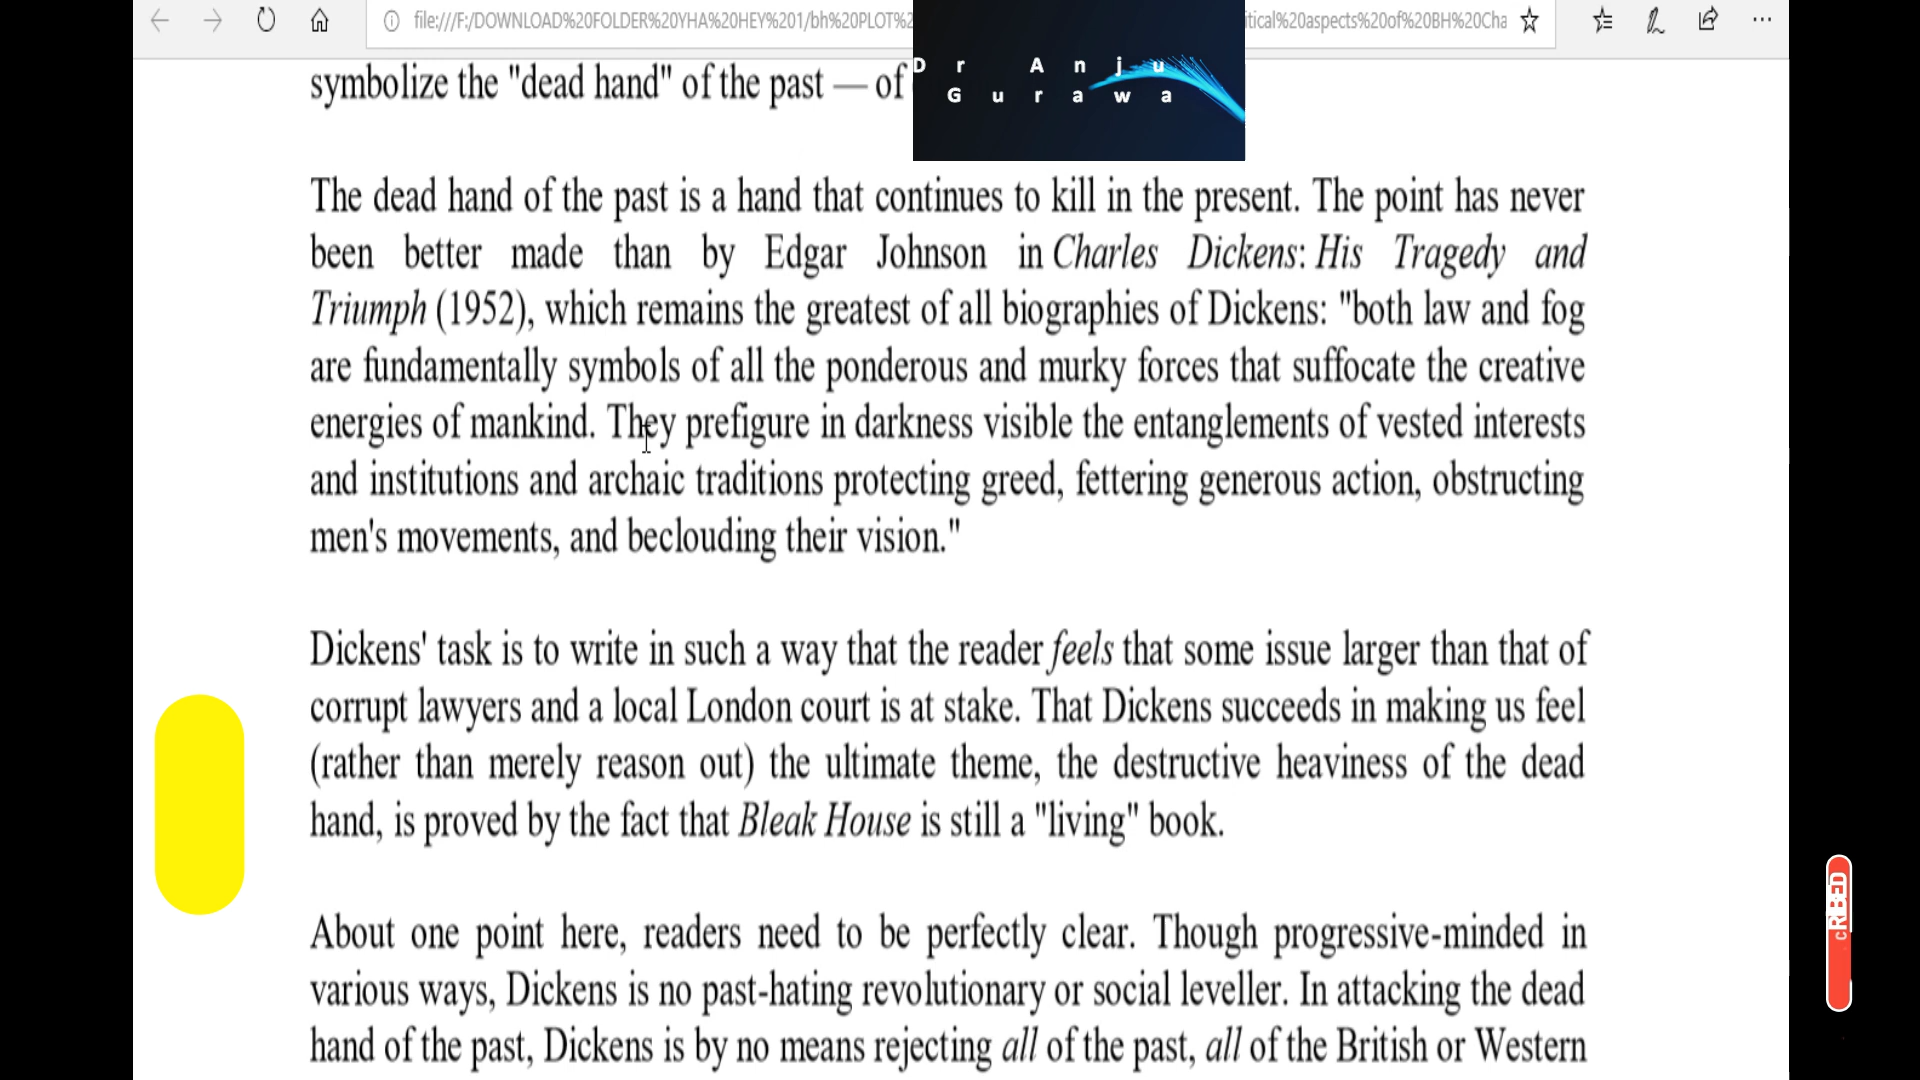 file:///F:/DOWNLOAD%20FOLDER%20YHA%20HEY%201/bh%20PLOT%2
itical%20aspects%20of%20BH%20Cha
Dr Anju
Gurawa
symbolize the "dead hand" of the past — of
The dead hand of the past is a hand that continues to kill in the present. The point has never
been better made than by Edgar Johnson in Charles Dickens: His Tragedy and
Triumph (1952), which remains the greatest of all biographies of Dickens: "both law and fog
are fundamentally symbols of all the ponderous and murky forces that suffocate the creative
energies of mankind. They prefigure in darkness visible the entanglements of vested interests
and institutions and archaic traditions protecting greed, fettering generous action, obstructing
men's movements, and beclouding their vision."
Dickens' task is to write in such a way that the reader feels that some issue larger than that of
corrupt lawyers and a local London court is at stake. That Dickens succeeds in making us feel
(rather than merely reason out) the ultimate theme, the destructive heaviness of the dead
hand, is proved by the fact that Bleak House is still a "living" book.
About one point here, readers need to be perfectly clear. Though progressive-minded in
various ways, Dickens is no past-hating revolutionary or social leveller. In attacking the dead
hand of the past, Dickens is by no means rejecting all of the past, all of the British or Western